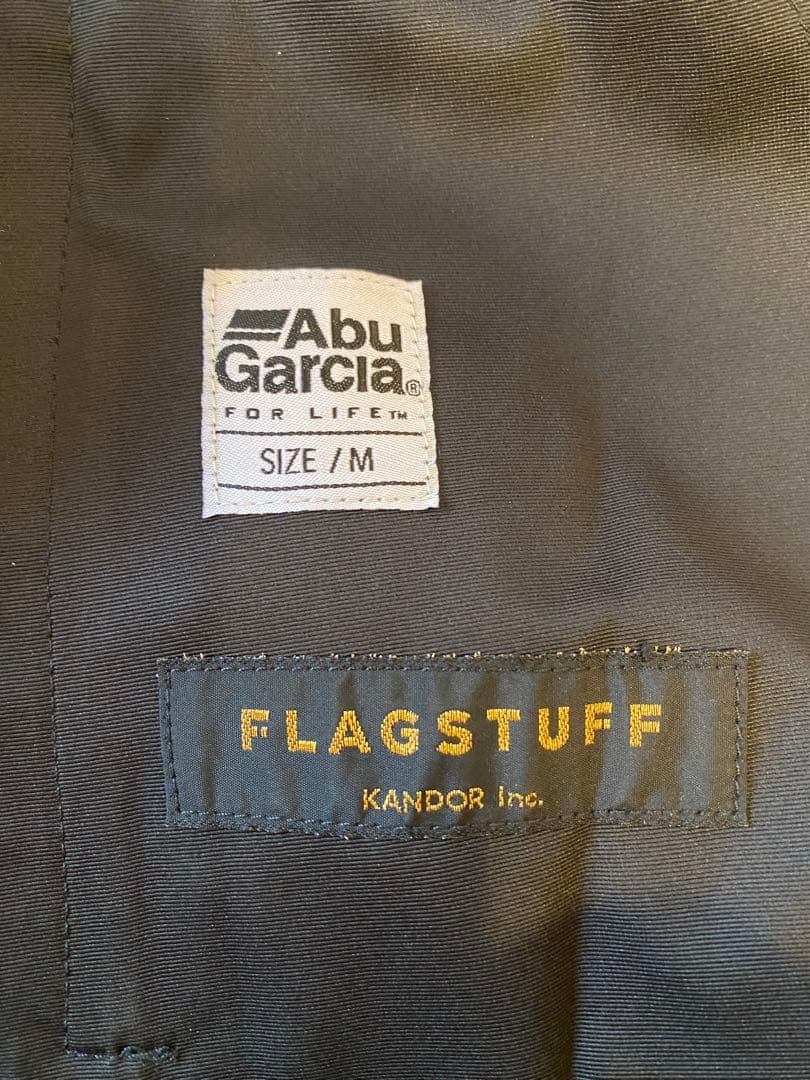 Abu
Garcia®
FOR LIFE™
SIZE / M
FLAGSTUFF
KANDOR Inc.